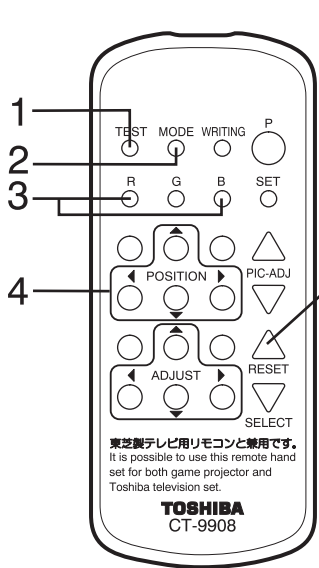 1
TEST MODE WRITING P
2
3
R G B SET
4
POSITION
PIC-ADJ
ADJUST
RESET
SELECT
東芝製テレビ用リモコンと兼用です。
It is possible to use this remote hand
set for both game projector and
Toshiba television set.
TOSHIBA
CT-9908